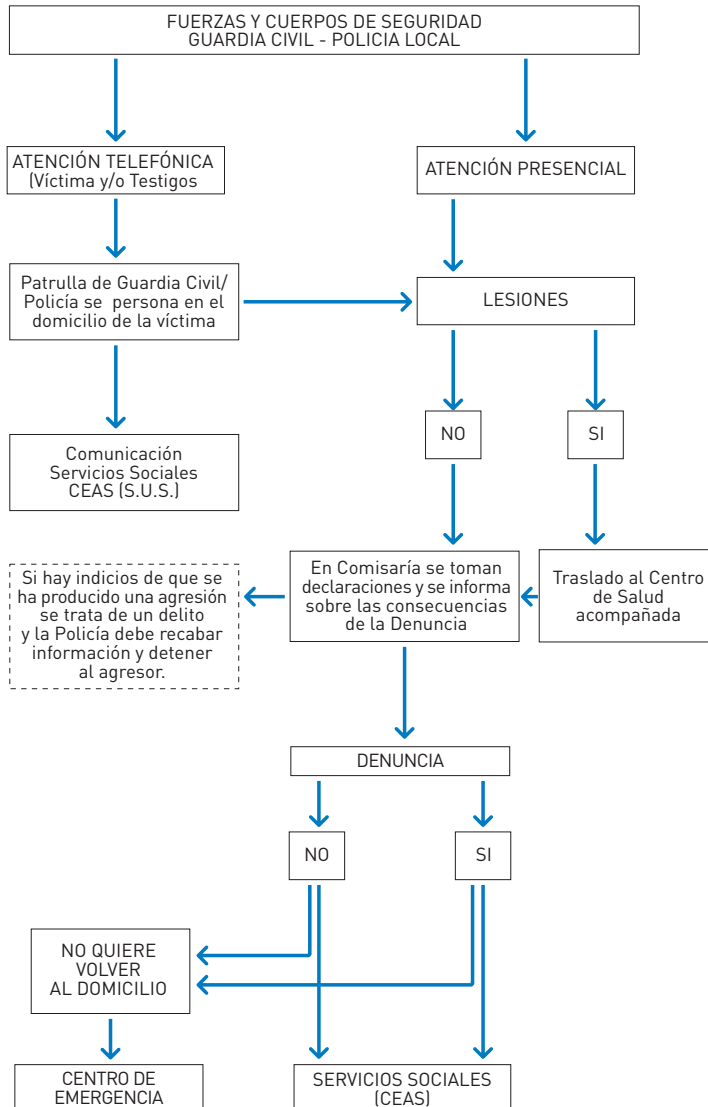 FUERZAS Y CUERPOS DE SEGURIDAD
GUARDIA CIVIL - POLICIA LOCAL
ATENCIÓN TELEFÓNICA
(Víctima y/o Testigos
ATENCIÓN PRESENCIAL
Patrulla de Guardia Civil/
Policía se persona en el
domicilio de la víctima
LESIONES
NO
SI
Comunicación
Servicios Sociales
CEAS (S.U.S.)
Si hay indicios de que se
ha producido una agresión
se trata de un delito
y la Policía debe recabar
información y detener
al agresor.
En Comisaría se toman
declaraciones y se informa
sobre las consecuencias
de la Denuncia
Traslado al Centro
de Salud
acompañada
DENUNCIA
NO
SI
NO QUIERE
VOLVER
AL DOMICILIO
CENTRO DE
EMERGENCIA
SERVICIOS SOCIALES
(CEAS)